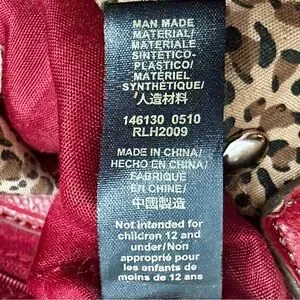 MAN MADE
MATERIAL/
MATERIALE
SINTETICO-
PLASTICO/
MATÉRIEL
SYNTHÉTIQUE/
人造材料
146130 0510
RLH2009
MADE IN CHINA/
HECHO EN CHINA/
FABRIQUE
EN CHINE/
中國製造
Not intended for
children 12 and
under/Non
approprie pour
les enfants de
moins de 12 ans